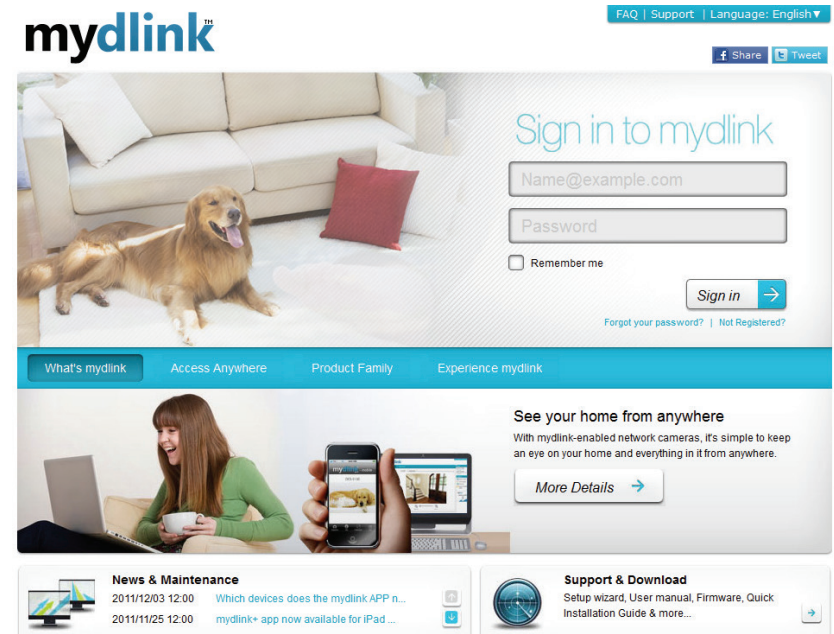 mydlink™
FAQ | Support | Language: English▼
Share
Tweet
Sign in to mydlink
Name@example.com
Password
Remember me
Sign in
Forgot your password? | Not Registered?
What's mydlink
Access Anywhere
Product Family
Experience mydlink
See your home from anywhere
With mydlink-enabled network cameras, it's simple to keep
an eye on your home and everything in it from anywhere.
More Details
mydlink
News & Maintenance
2011/12/03 12:00 Which devices does the mydlink APP n...
2011/11/25 12:00 mydlink+ app now available for iPad ...
Support & Download
Setup wizard, User manual, Firmware, Quick
Installation Guide & more...